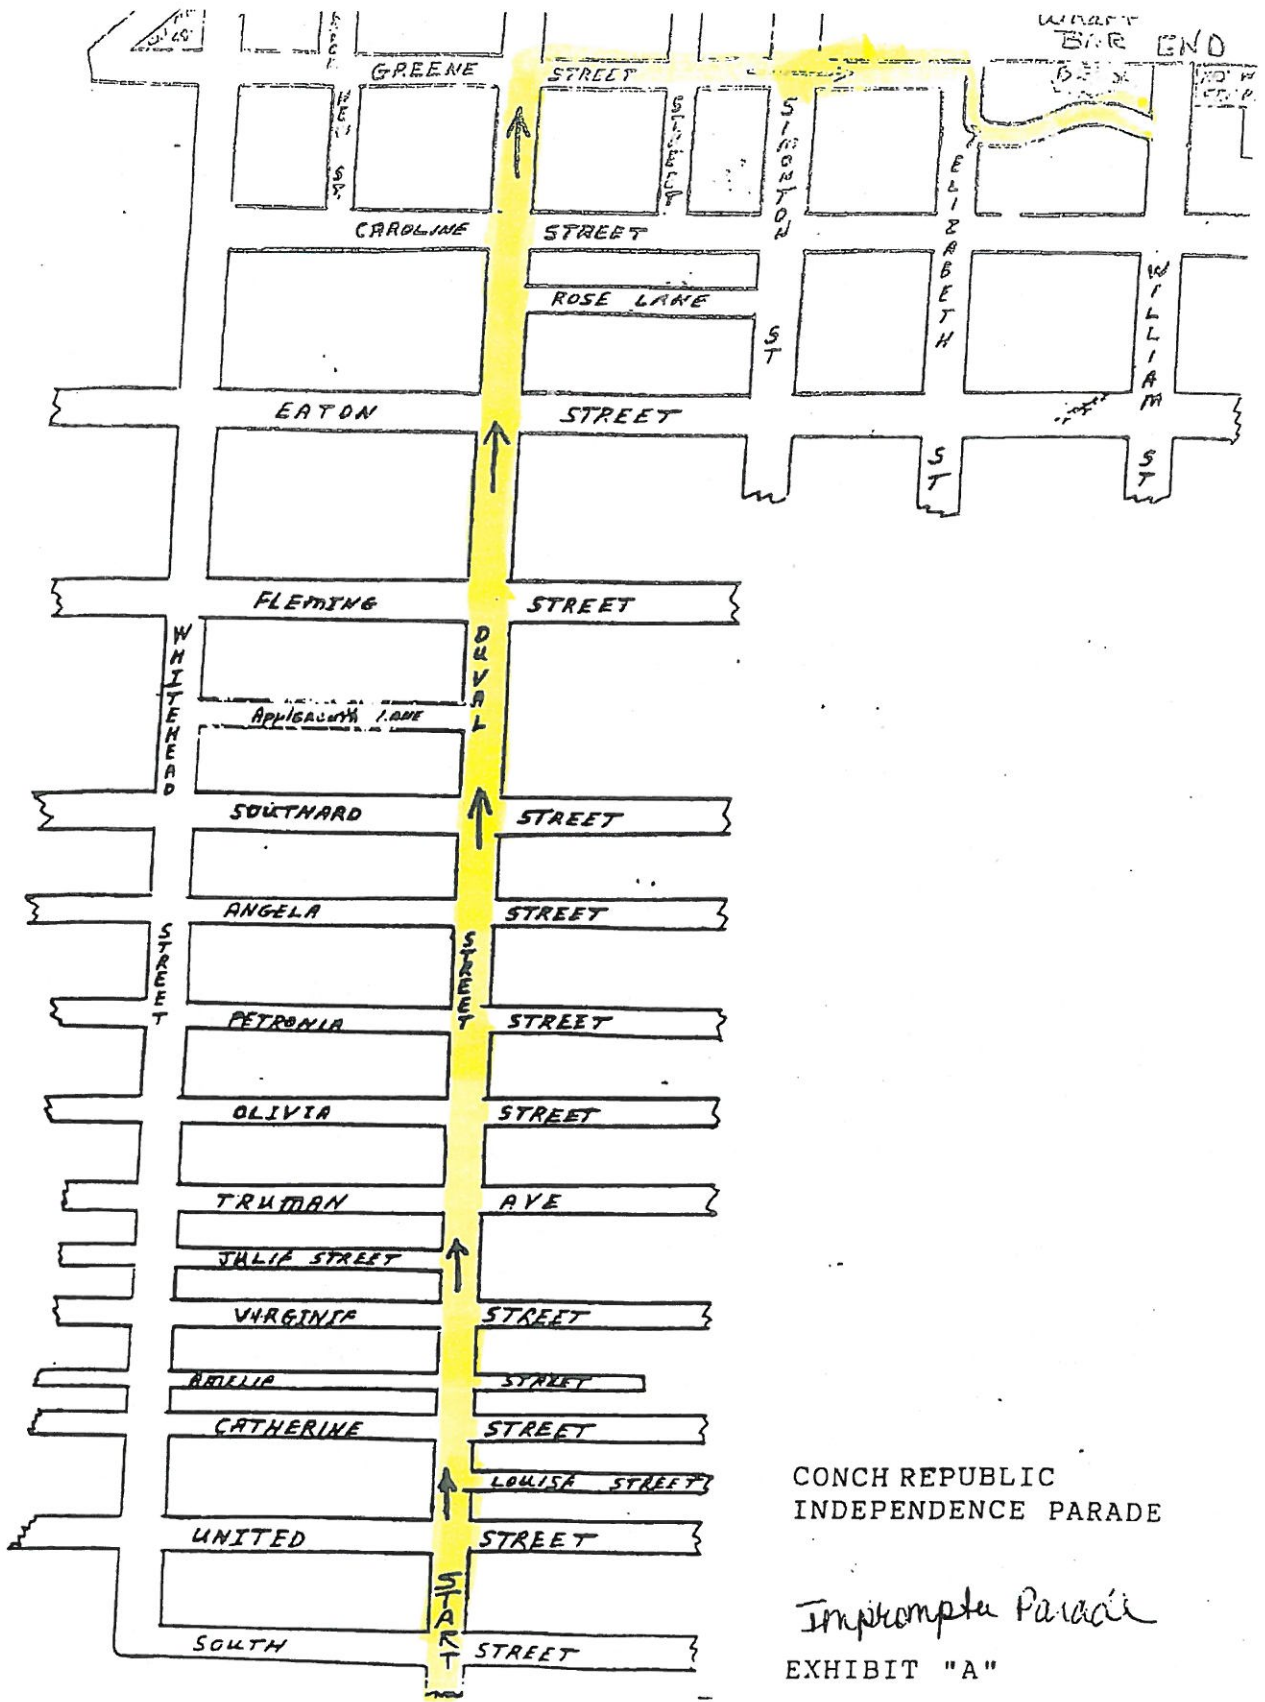 WHARF
BAR END
GREENE STREET
SIMONTON
ST
CAROLINE STREET
ELIZABETH
ST
WILLIAM
ST
ROSE LANE
EATON STREET
FLEMING STREET
WHITEHEAD
STREET
DUVAL
STREET
LANE
SOUTHARD STREET
ANGELA STREET
PETRONIA STREET
OLIVIA STREET
TRUMAN AVE
JULIA STREET
VIRGINIA STREET
AMELIA STREET
CATHERINE STREET
LOUISA STREET
UNITED STREET
START
SOUTH STREET
CONCH REPUBLIC
INDEPENDENCE PARADE
Impromptu Parade
EXHIBIT "A"